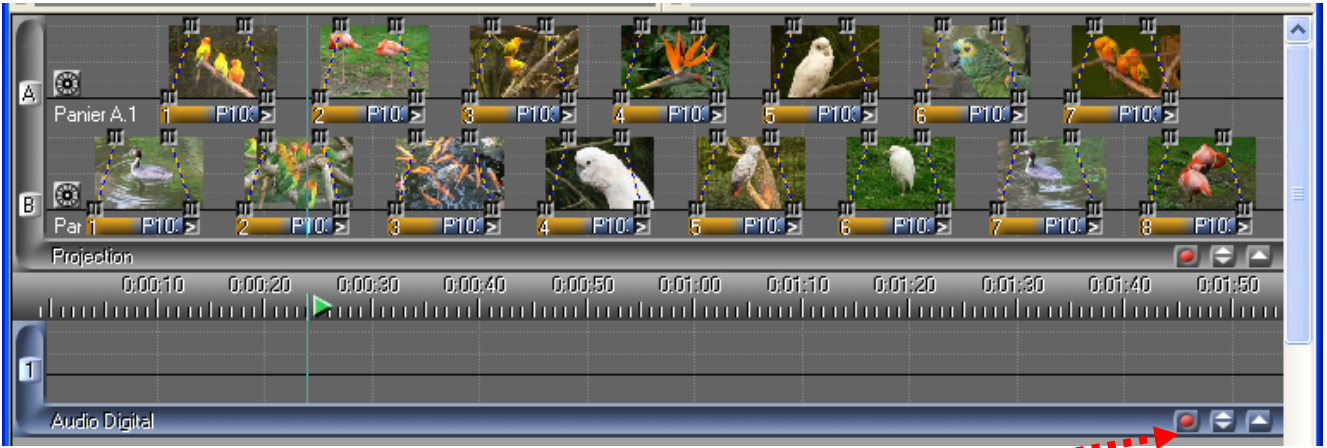 A
Panier A.1 1 P10: > 2 P10: > 3 P10: > 4 P10: > 5 P10: > 6 P10: > 7 P10: >
B
Par 1 P10: > 2 P10: > 3 P10: > 4 P10: > 5 P10: > 6 P10: > 7 P10: > 8 P10: >
Projection
0:00:10 0:00:20 0:00:30 0:00:40 0:00:50 0:01:00 0:01:10 0:01:20 0:01:30 0:01:40 0:01:50
1
Audio Digital